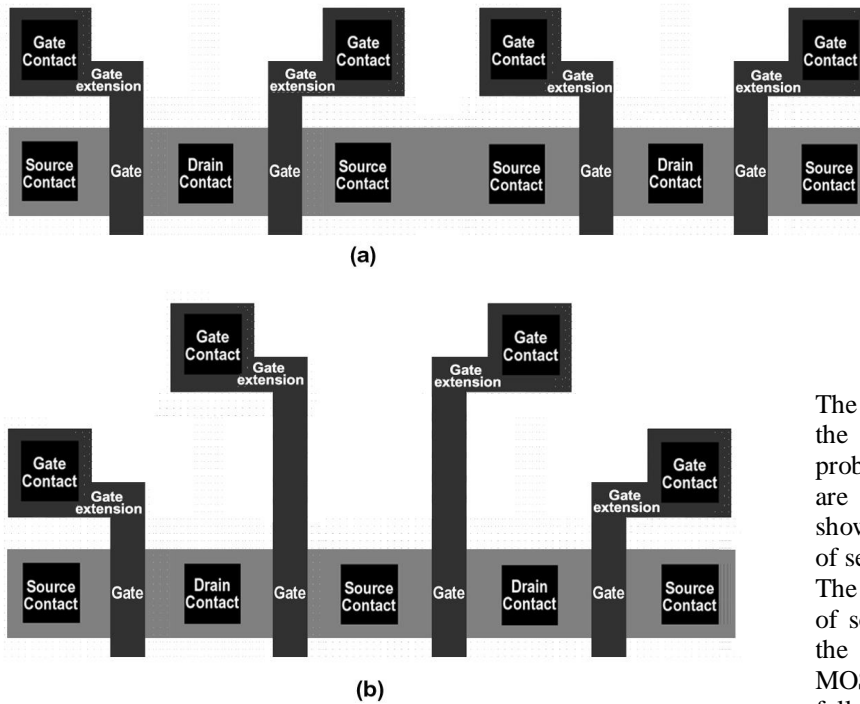 Gate Contact
Gate extension
Gate extension
Gate Contact
Gate Contact
Gate extension
Gate extension
Gate Contact
Source Contact
Gate
Drain Contact
Gate
Source Contact
Source Contact
Gate
Drain Contact
Gate
Source Contact
(a)
Gate Contact
Gate extension
Gate extension
Gate Contact
Gate Contact
Gate extension
Gate extension
Gate Contact
Source Contact
Gate
Drain Contact
Gate
Source Contact
Gate
Drain Contact
Gate
Source Contact
(b)
The
the
prob
are
show
of se
The
of so
the
MOS